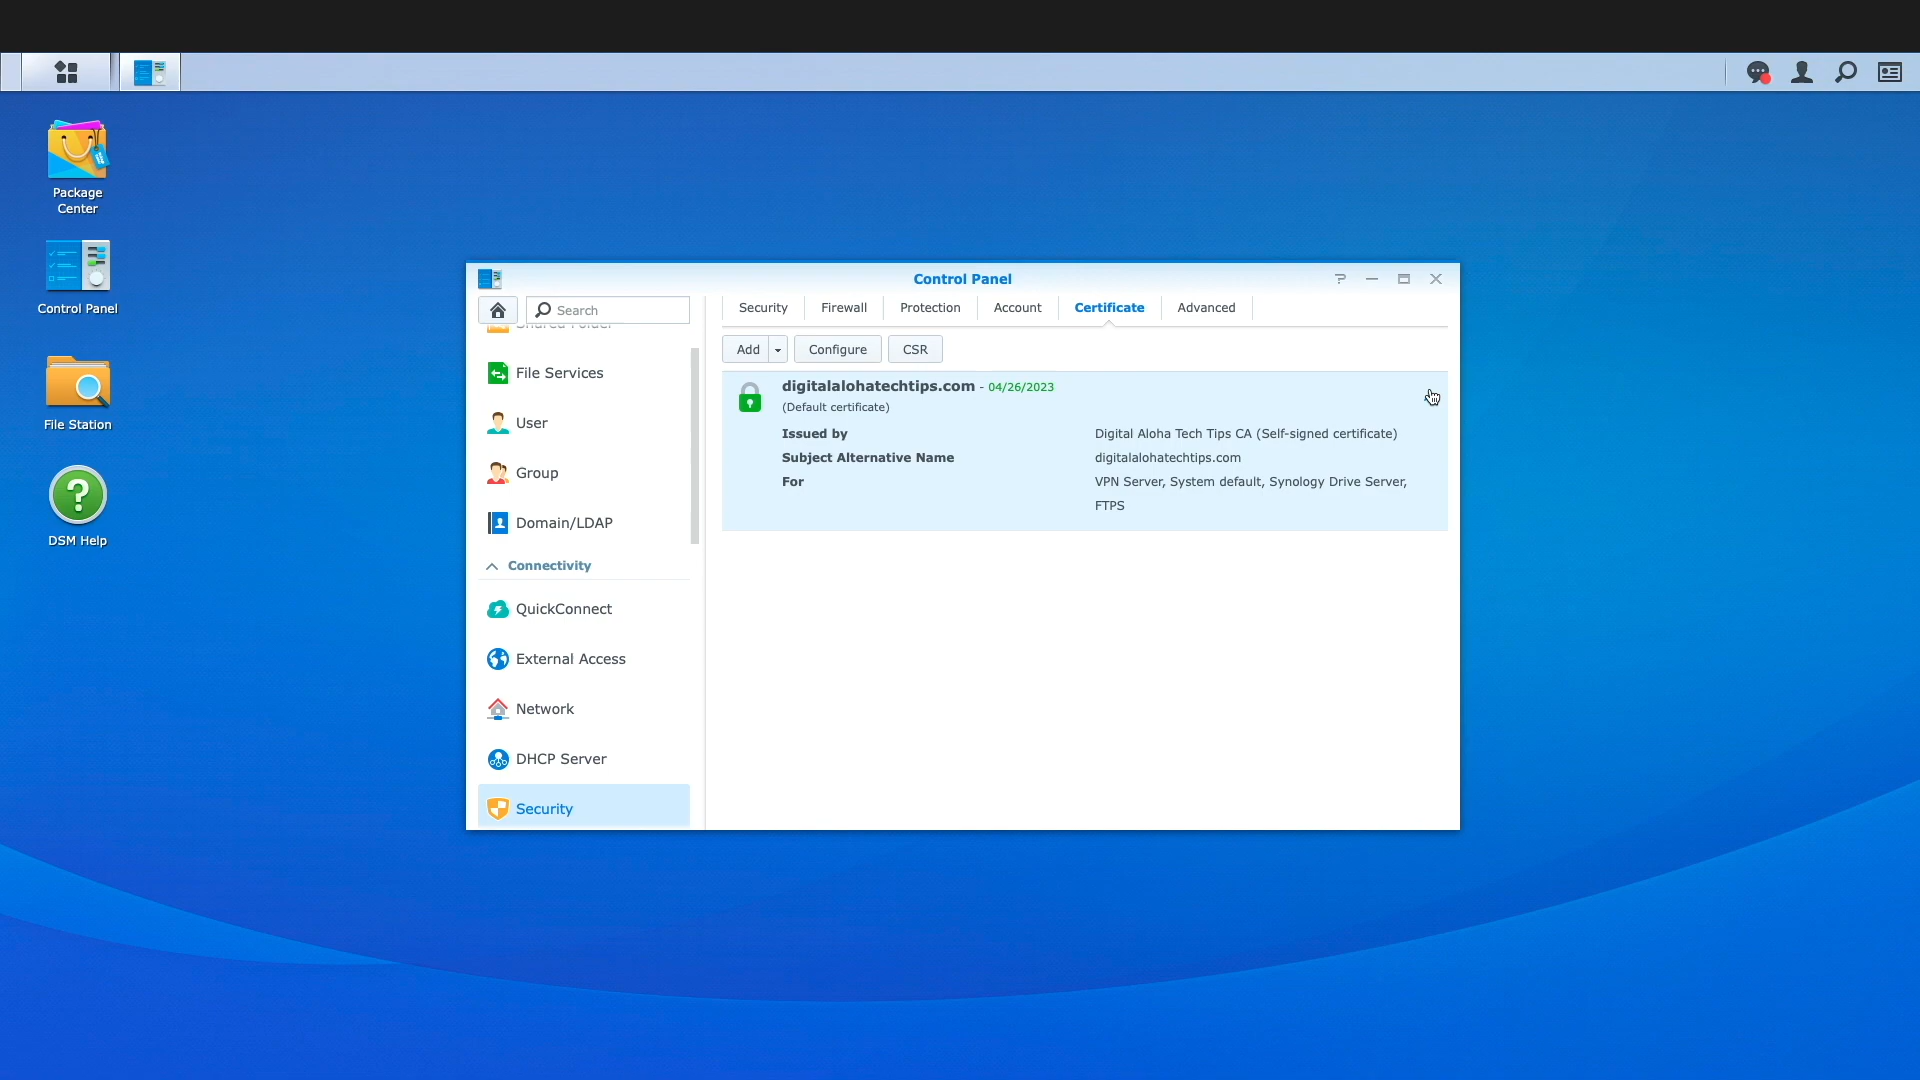 Package
Center
Control Panel
File Station
DSM Help
Control Panel
Search
Shared Folder
File Services
User
Group
Domain/LDAP
Connectivity
QuickConnect
External Access
Network
DHCP Server
Security
Security Firewall Protection Account Certificate Advanced
Add Configure CSR
digitalalohatechtips.com - 04/26/2023
(Default certificate)
Issued by Digital Aloha Tech Tips CA (Self-signed certificate)
Subject Alternative Name digitalalohatechtips.com
For VPN Server, System default, Synology Drive Server,
FTPS